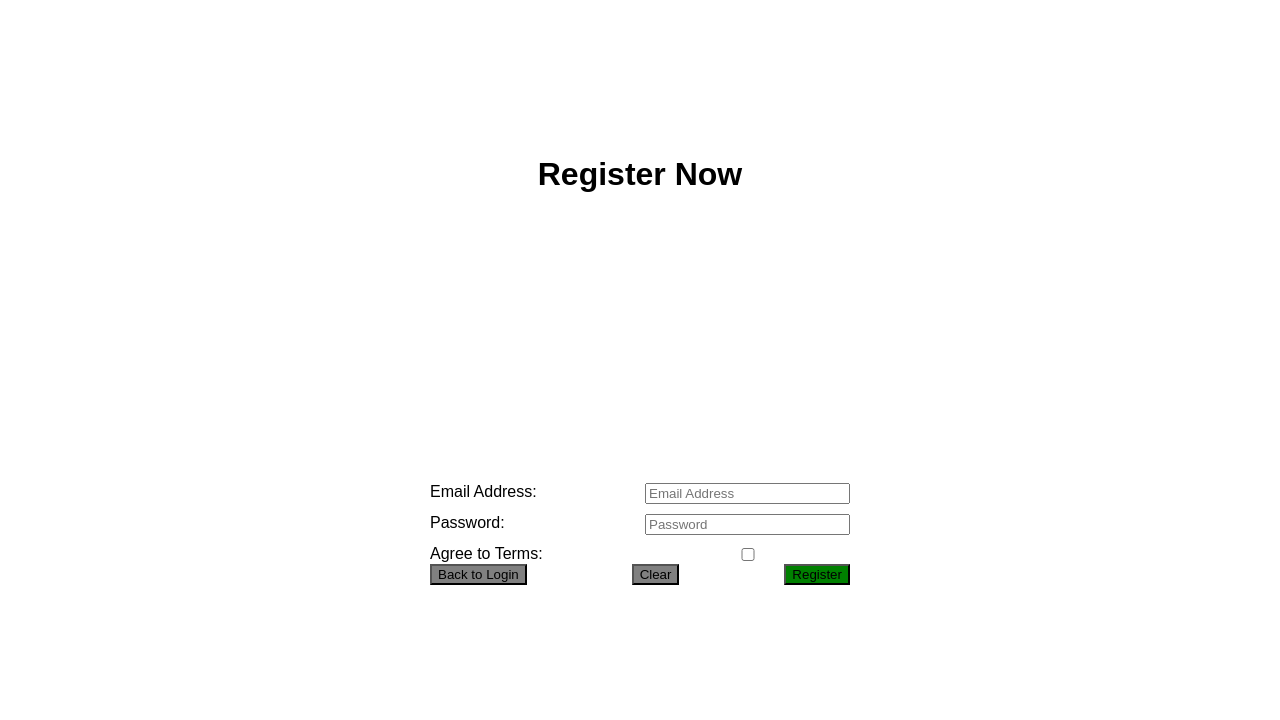 Register Now
Email Address: Email Address
Password: Password
Agree to Terms:
Back to Login Clear Register